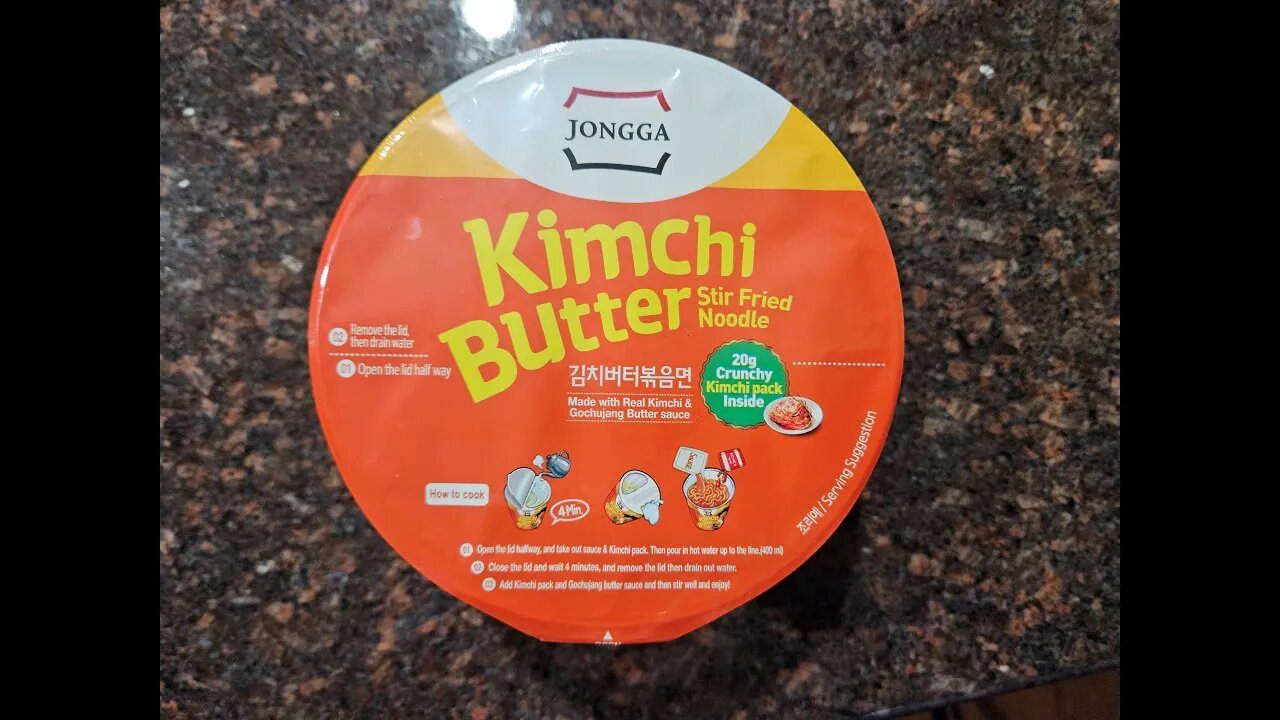 JONGGA
Kimchi
Butter
Stir Fried
Noodle
02 Remove the lid,
then drain water
01 Open the lid half way
김치버터볶음면
Made with Real Kimchi &
Gochujang Butter sauce
20g
Crunchy
Kimchi pack
Inside
조리예 / Serving Suggestion
How to cook
4 Min.
Sauce
01 Open the lid halfway, and take out sauce & Kimchi pack. Then pour in hot water up to the line.(400 ml)
02 Close the lid and wait 4 minutes, and remove the lid then drain out water.
03 Add Kimchi pack and Gochujang butter sauce and then stir well and enjoy!